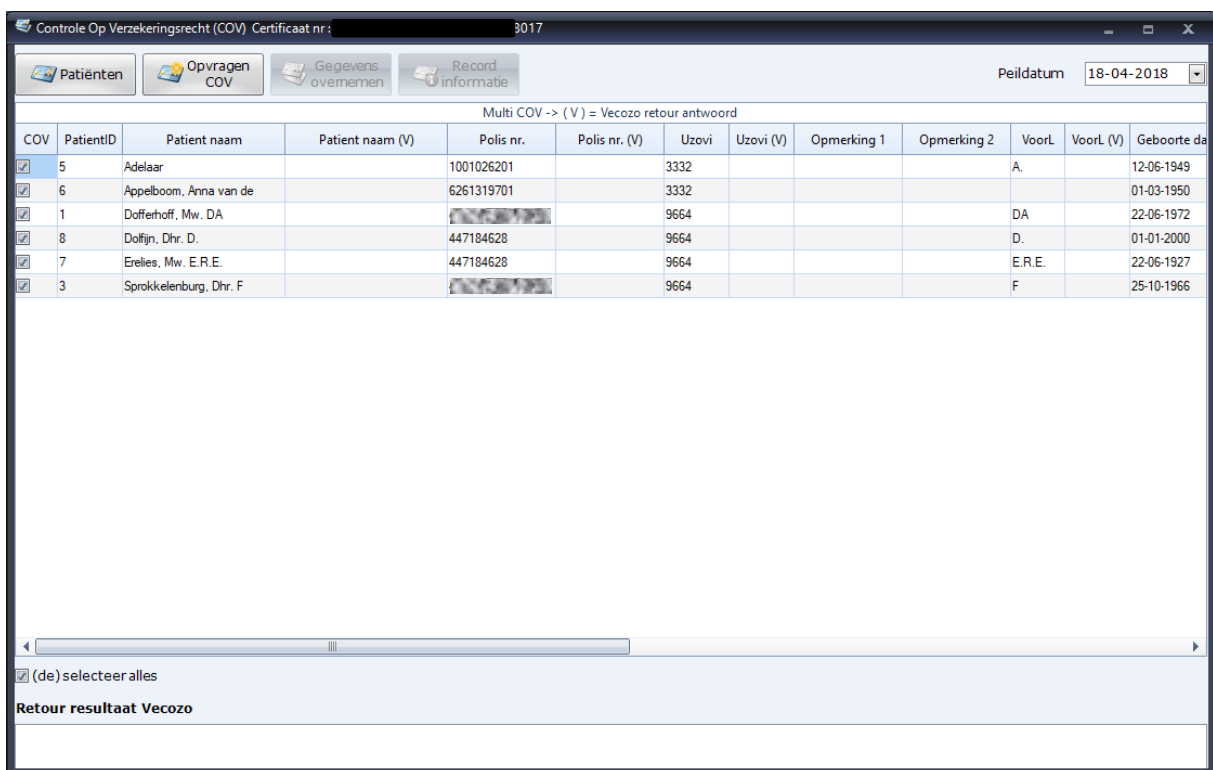 Controle Op Verzekeringsrecht (COV) Certificaat nr: 8017
Patiënten
Opvragen COV
Gegevens overnemen
Record informatie
Peildatum 18-04-2018
Multi COV -> ( V ) = Vecozo retour antwoord
COV PatientID Patient naam Patient naam (V) Polis nr. Polis nr. (V) Uzovi Uzovi (V) Opmerking 1 Opmerking 2 VoorL VoorL (V) Geboorte da
5 Adelaar 1001026201 3332 A. 12-06-1949
6 Appelboom, Anna van de 6261319701 3332 01-03-1950
1 Dofferhoff, Mw. DA 9664 DA 22-06-1972
8 Dolfijn, Dhr. D. 447184628 9664 D. 01-01-2000
7 Erelies, Mw. E.R.E. 447184628 9664 E.R.E. 22-06-1927
3 Sprokkelenburg, Dhr. F 9664 F 25-10-1966
(de) selecteer alles
Retour resultaat Vecozo